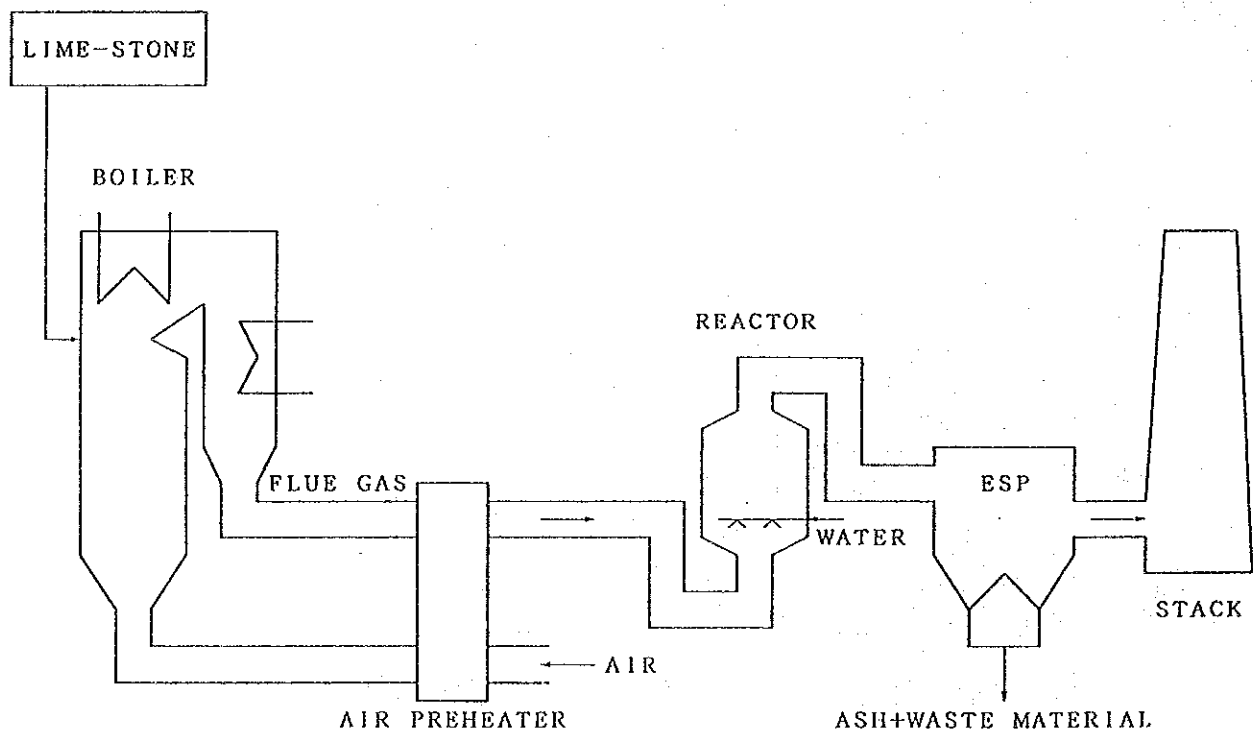 LIME-STONE
BOILER
REACTOR
FLUE GAS
ESP
WATER
STACK
AIR
AIR PREHEATER
ASH+WASTE MATERIAL